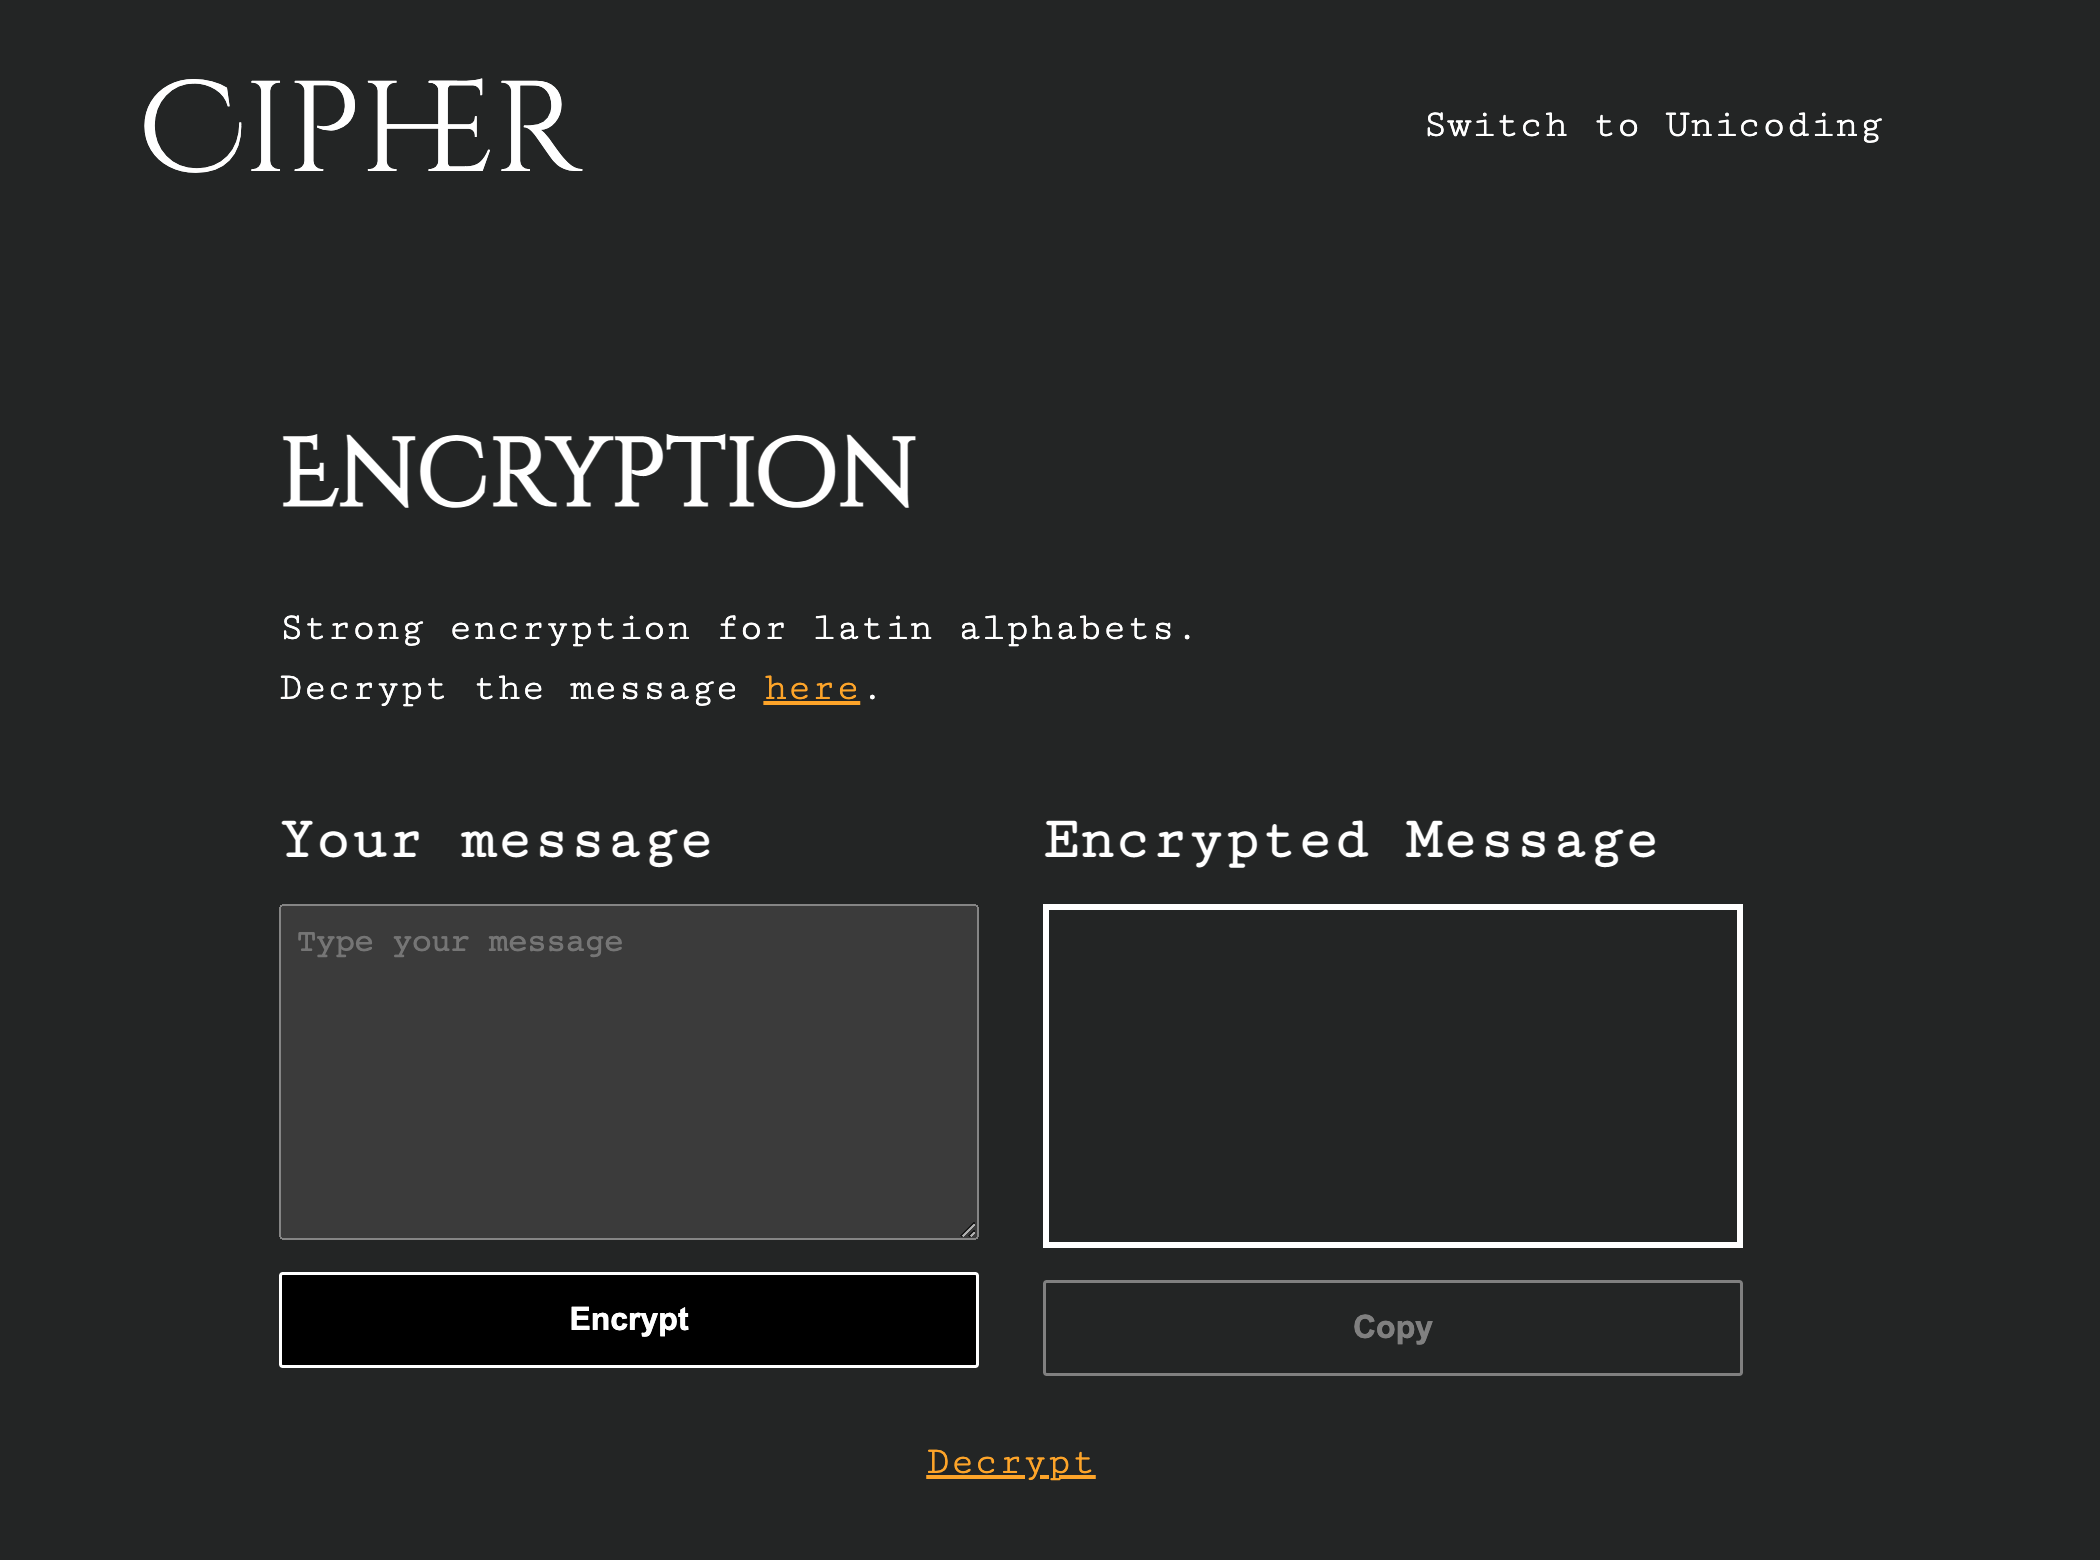 CIPHER
Switch to Unicoding
ENCRYPTION
Strong encryption for latin alphabets.
Decrypt the message here.
Your message
Type your message
Encrypt
Encrypted Message
Copy
Decrypt